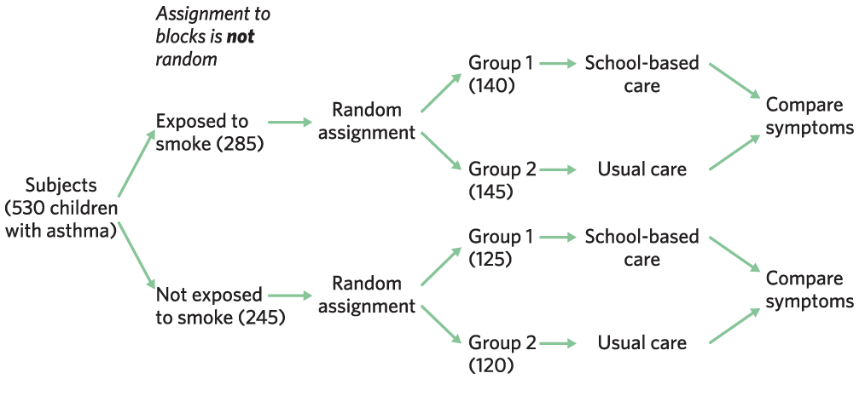 Assignment to
blocks is not
random
Subjects
(530 children
with asthma)
Exposed to
smoke (285)
Random
assignment
Group 1
(140)
School-based
care
Group 2
(145)
Usual care
Compare
symptoms
Not exposed
to smoke (245)
Random
assignment
Group 1
(125)
School-based
care
Group 2
(120)
Usual care
Compare
symptoms